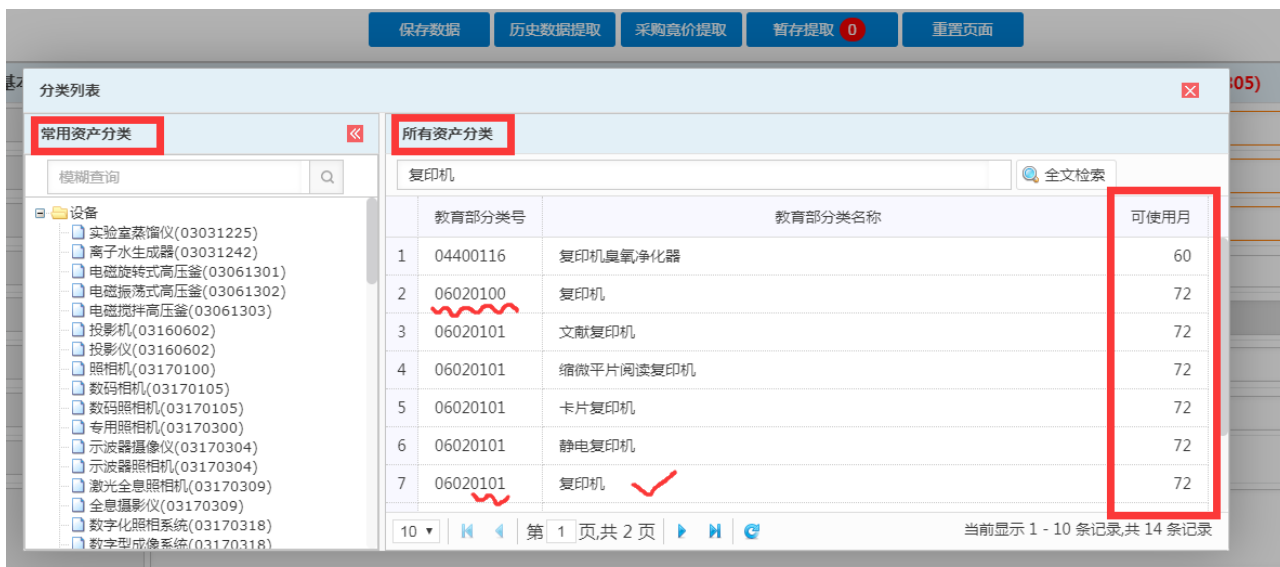 保存数据 历史数据提取 采购竟价提取 暂存提取 0 重置页面
基本
305)
分类列表
常用资产分类
模糊查询
设备
实验室蒸馏仪(03031225)
离子水生成器(03031242)
电磁旋转式高压釜(03061301)
电磁振荡式高压釜(03061302)
电磁搅拌高压釜(03061303)
投影机(03160602)
投影仪(03160602)
照相机(03170100)
数码相机(03170105)
数码照相机(03170105)
专用照相机(03170300)
示波器摄像仪(03170304)
示波器照相机(03170304)
激光全息照相机(03170309)
全息摄影仪(03170309)
数字化照相系统(03170318)
数字型成像系统(03170318)
所有资产分类
复印机 全文检索
教育部分类号 教育部分类名称 可使用月
1 04400116 复印机臭氧净化器 60
2 06020100 复印机 72
3 06020101 文献复印机 72
4 06020101 缩微平片阅读复印机 72
5 06020101 卡片复印机 72
6 06020101 静电复印机 72
7 06020101 复印机 72
10 第 1 页,共 2 页 当前显示 1 - 10 条记录,共 14 条记录